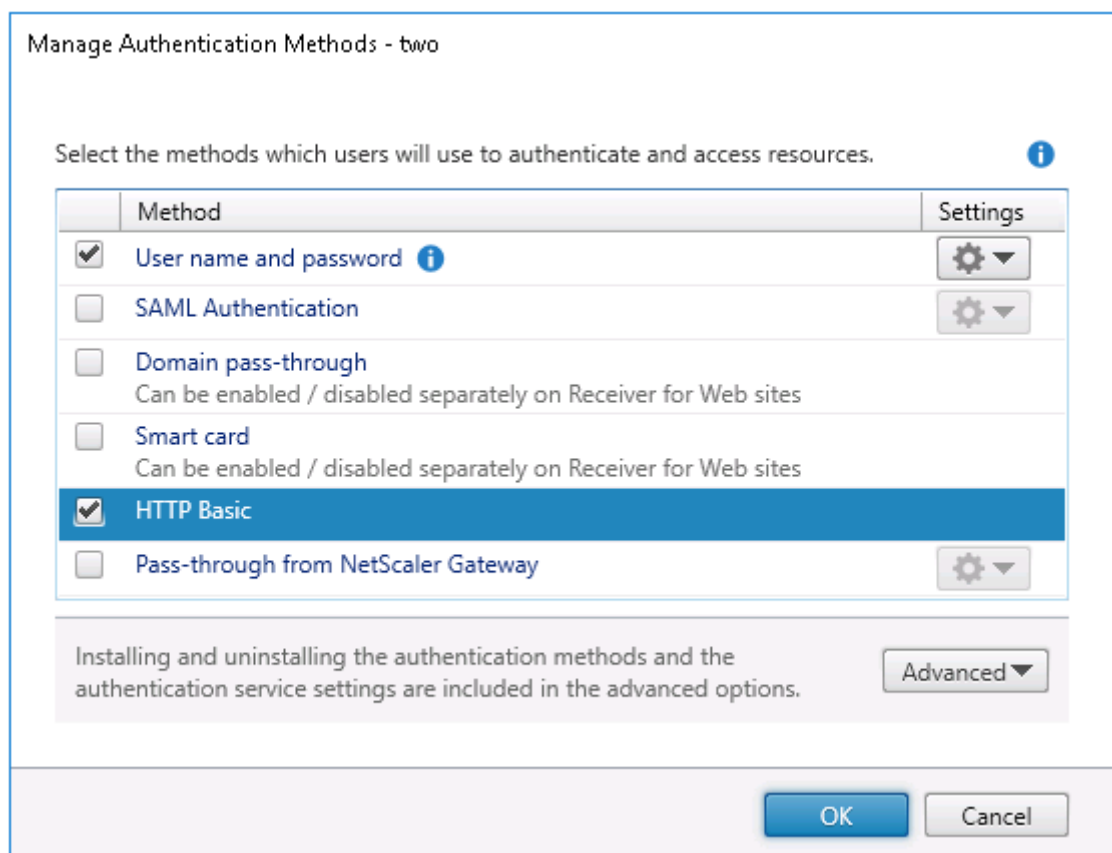 Manage Authentication Methods - two
Select the methods which users will use to authenticate and access resources.
Method Settings
User name and password
SAML Authentication
Domain pass-through
Can be enabled / disabled separately on Receiver for Web sites
Smart card
Can be enabled / disabled separately on Receiver for Web sites
HTTP Basic
Pass-through from NetScaler Gateway
Installing and uninstalling the authentication methods and the
authentication service settings are included in the advanced options.
Advanced
OK Cancel